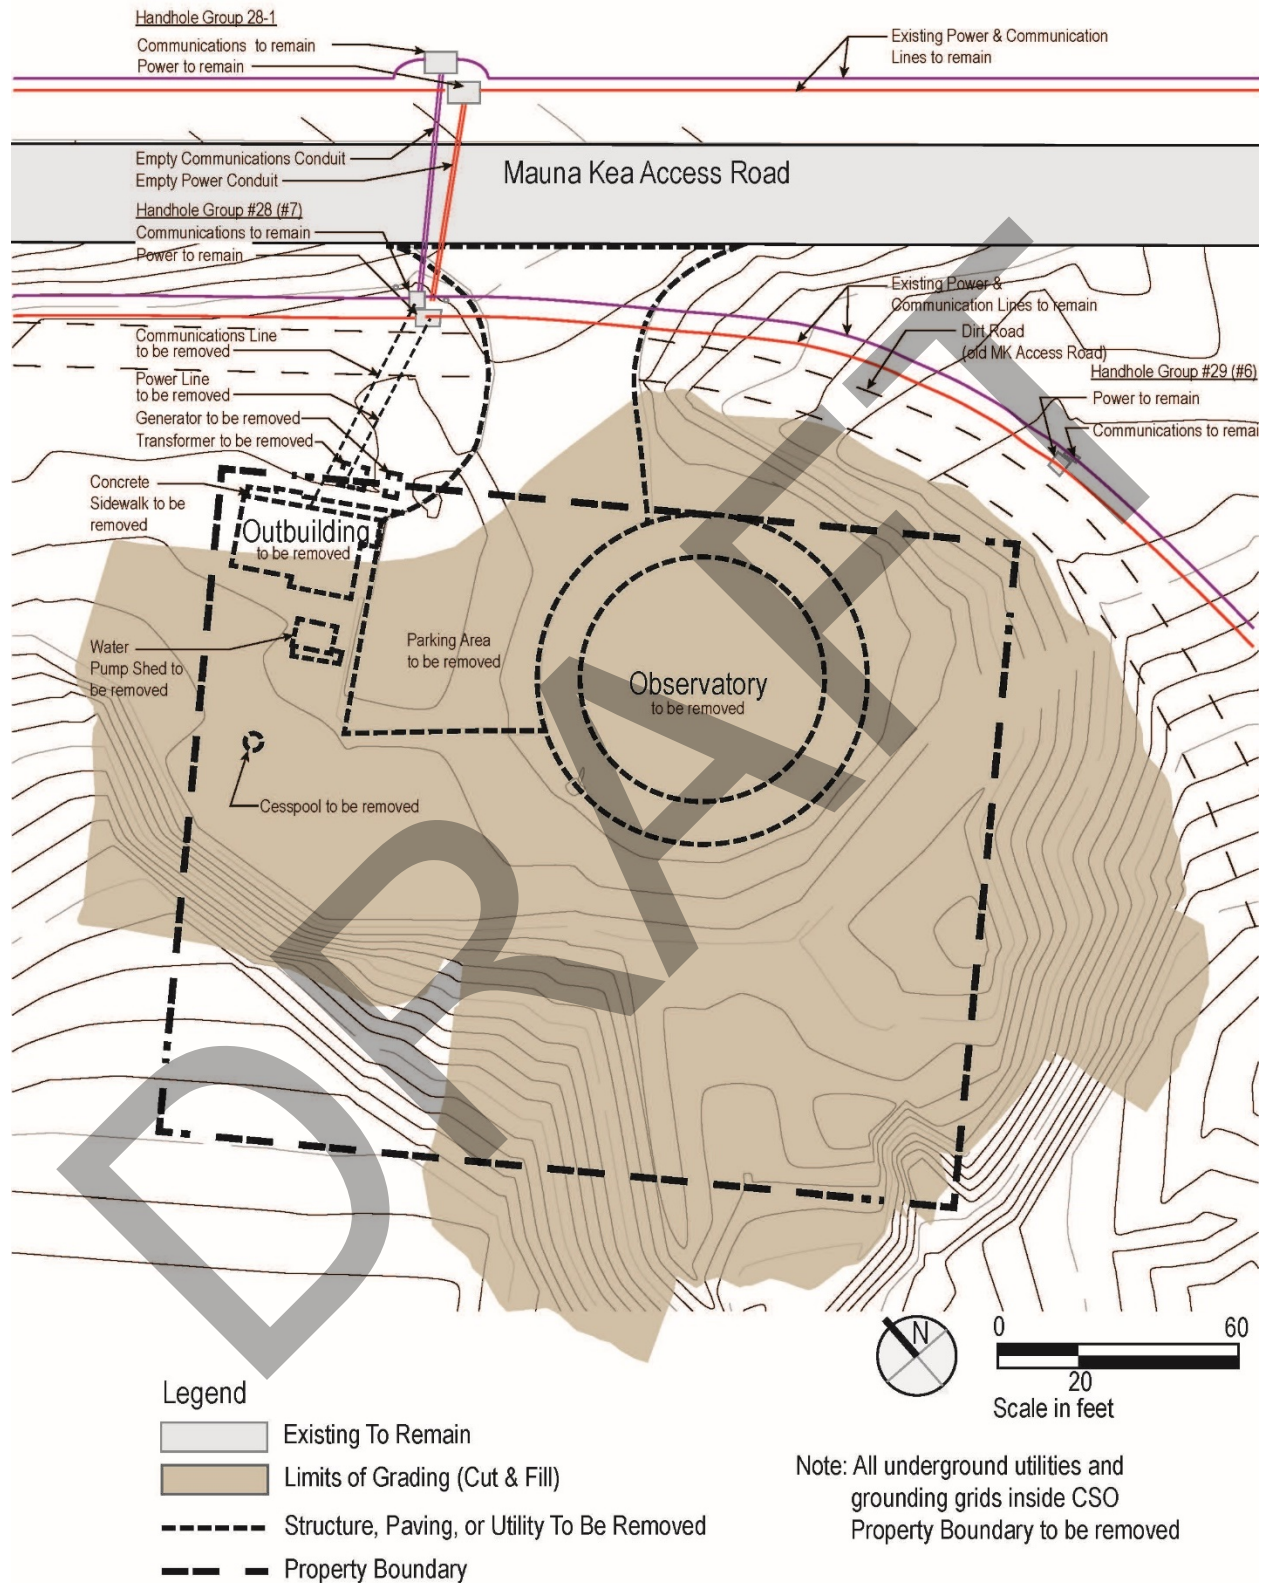 Handhole Group 28-1
Communications to remain
Power to remain
Existing Power & Communication
Lines to remain
Empty Communications Conduit
Empty Power Conduit
Mauna Kea Access Road
Handhole Group #28 (#7)
Communications to remain
Power to remain
Existing Power &
Communication Lines to remain
Dirt Road
(old MK Access Road)
Handhole Group #29 (#6)
Power to remain
Communications to remai
Communications Line
to be removed
Power Line
to be removed
Generator to be removed
Transformer to be removed
Concrete
Sidewalk to be
removed
Outbuilding
to be removed
Water
Pump Shed to
be removed
Parking Area
to be removed
Observatory
to be removed
Cesspool to be removed
DRAFT
N
0 60
20
Scale in feet
Legend
Existing To Remain
Limits of Grading (Cut & Fill)
Structure, Paving, or Utility To Be Removed
Property Boundary
Note: All underground utilities and
grounding grids inside CSO
Property Boundary to be removed